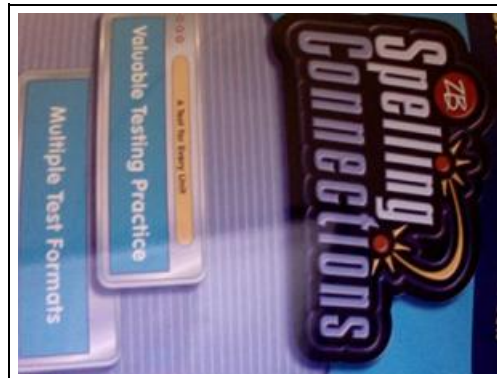 ZB
Spelling
Connections
A Test for Every Unit
Valuable Testing Practice
Multiple Test Formats